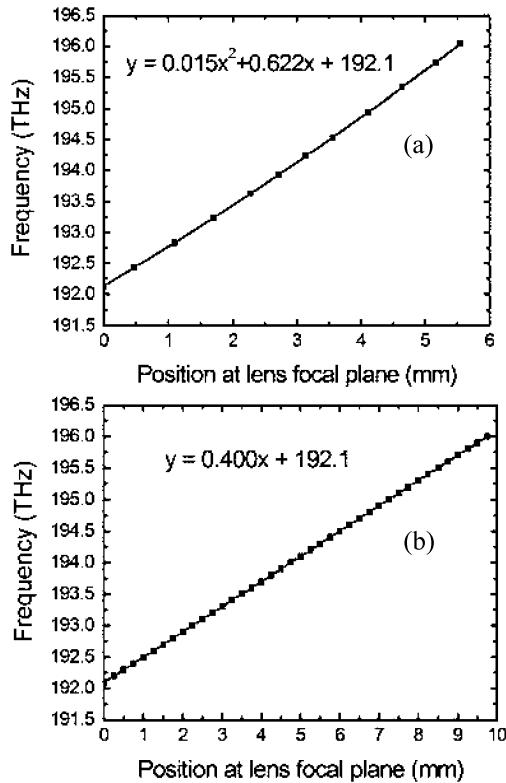 196.5
196.0
195.5
195.0
194.5
194.0
193.5
193.0
192.5
192.0
191.5
Frequency (THz)
y = 0.015x²+0.622x + 192.1
(a)
0 1 2 3 4 5 6
Position at lens focal plane (mm)
196.5
196.0
195.5
195.0
194.5
194.0
193.5
193.0
192.5
192.0
191.5
Frequency (THz)
y = 0.400x + 192.1
(b)
0 1 2 3 4 5 6 7 8 9 10
Position at lens focal plane (mm)